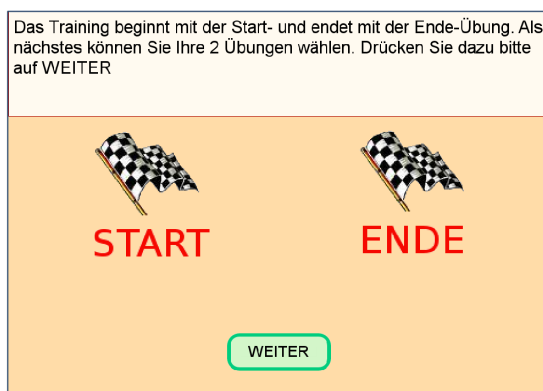 Das Training beginnt mit der Start- und endet mit der Ende-Übung. Als
nächstes können Sie Ihre 2 Übungen wählen. Drücken Sie dazu bitte
auf WEITER
START
ENDE
WEITER